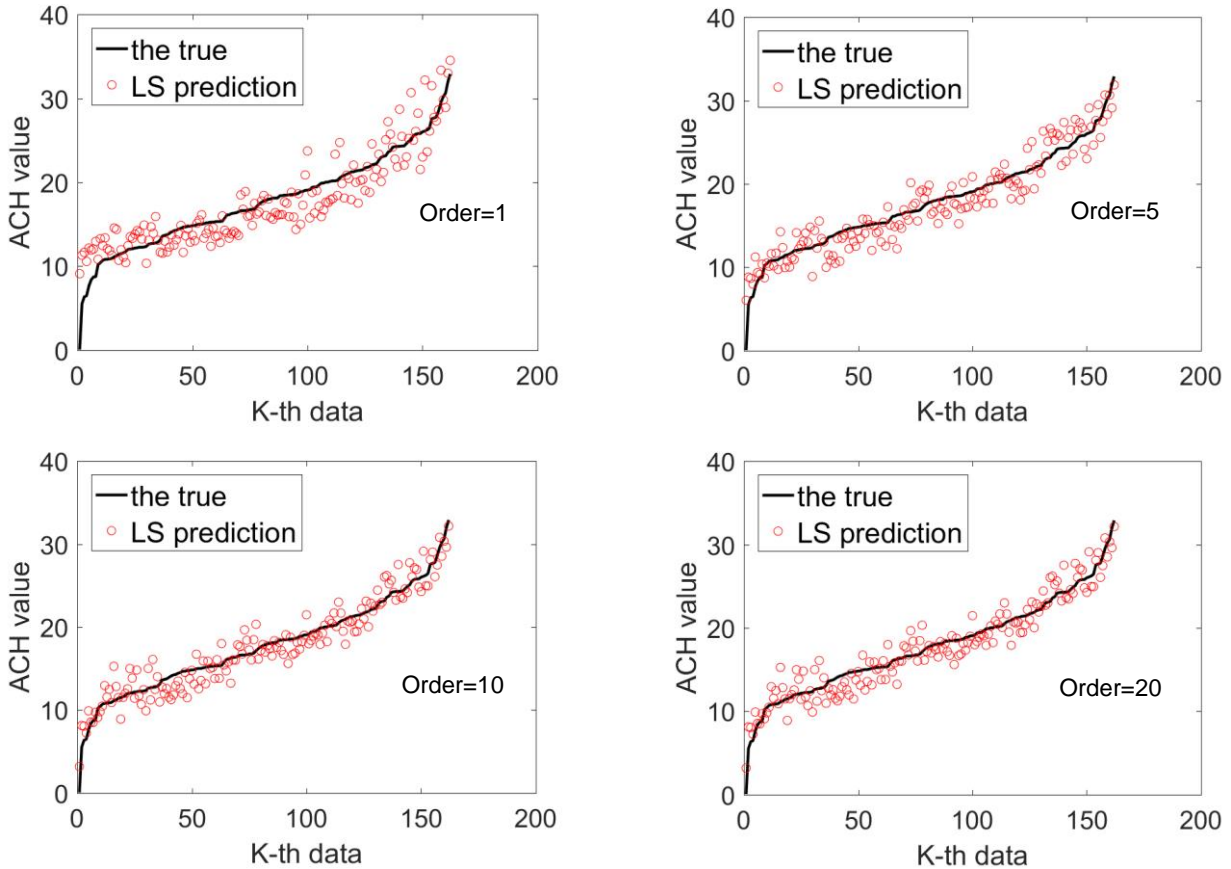 40
30
20
10
0
ACH value
the true
LS prediction
Order=1
0 50 100 150 200
K-th data
40
30
20
10
0
ACH value
the true
LS prediction
Order=5
0 50 100 150 200
K-th data
40
30
20
10
0
ACH value
the true
LS prediction
Order=10
0 50 100 150 200
K-th data
40
30
20
10
0
ACH value
the true
LS prediction
Order=20
0 50 100 150 200
K-th data